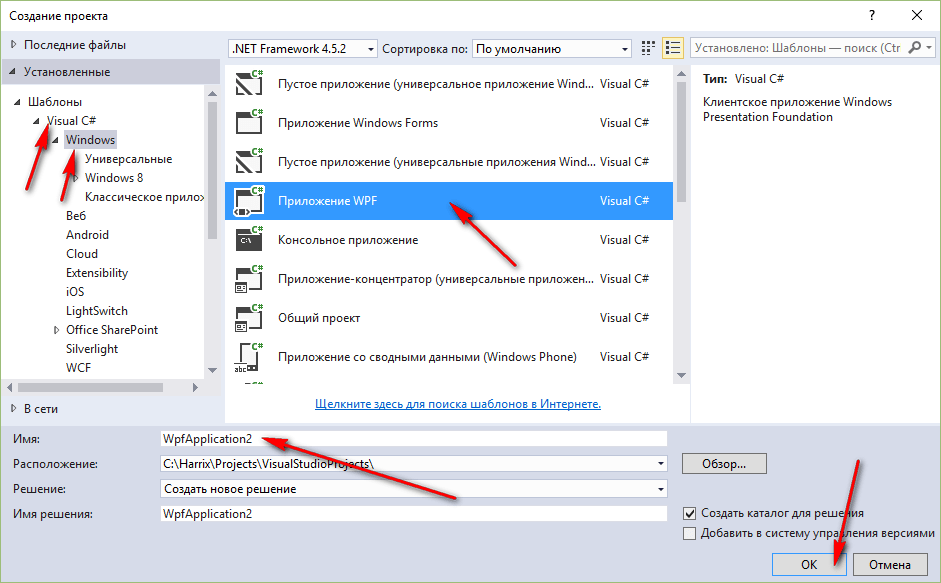 Создание проекта
?
Последние файлы
.NET Framework 4.5.2
Сортировка по:
По умолчанию
Установлено: Шаблоны — поиск (Ctr
Установленные
Шаблоны
Visual C#
Windows
Универсальные
Windows 8
Классическое прилож
Веб
Android
Cloud
Extensibility
iOS
LightSwitch
Office SharePoint
Silverlight
WCF
В сети
Пустое приложение (универсальное приложение Wind... Visual C#
Приложение Windows Forms Visual C#
Пустое приложение (универсальные приложения Wind... Visual C#
Приложение WPF Visual C#
Консольное приложение Visual C#
Приложение-концентратор (универсальные приложен... Visual C#
Общий проект Visual C#
Приложение со сводными данными (Windows Phone) Visual C#
Щелкните здесь для поиска шаблонов в Интернете.
Тип: Visual C#
Клиентское приложение Windows
Presentation Foundation
Имя: WpfApplication2
Расположение: C:\Harrix\Projects\VisualStudioProjects\
Обзор...
Решение: Создать новое решение
Имя решения: WpfApplication2
Создать каталог для решения
Добавить в систему управления версиями
OK
Отмена